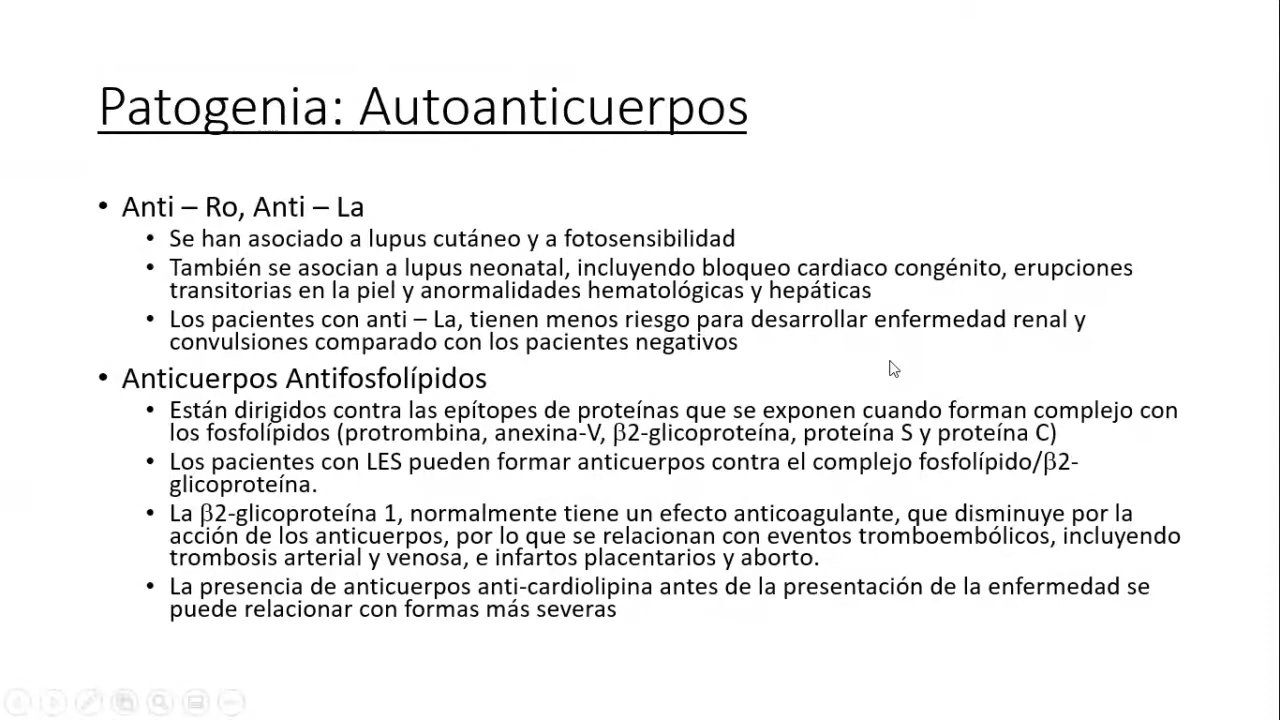 Patogenia: Autoanticuerpos
• Anti – Ro, Anti – La
• Se han asociado a lupus cutáneo y a fotosensibilidad
• También se asocian a lupus neonatal, incluyendo bloqueo cardiaco congénito, erupciones
transitorias en la piel y anormalidades hematológicas y hepáticas
• Los pacientes con anti – La, tienen menos riesgo para desarrollar enfermedad renal y
convulsiones comparado con los pacientes negativos
• Anticuerpos Antifosfolípidos
• Están dirigidos contra las epítopes de proteínas que se exponen cuando forman complejo con
los fosfolípidos (protrombina, anexina-V, β2-glicoproteína, proteína S y proteína C)
• Los pacientes con LES pueden formar anticuerpos contra el complejo fosfolípido/β2-
glicoproteína.
• La β2-glicoproteína 1, normalmente tiene un efecto anticoagulante, que disminuye por la
acción de los anticuerpos, por lo que se relacionan con eventos tromboembólicos, incluyendo
trombosis arterial y venosa, e infartos placentarios y aborto.
• La presencia de anticuerpos anti-cardiolipina antes de la presentación de la enfermedad se
puede relacionar con formas más severas